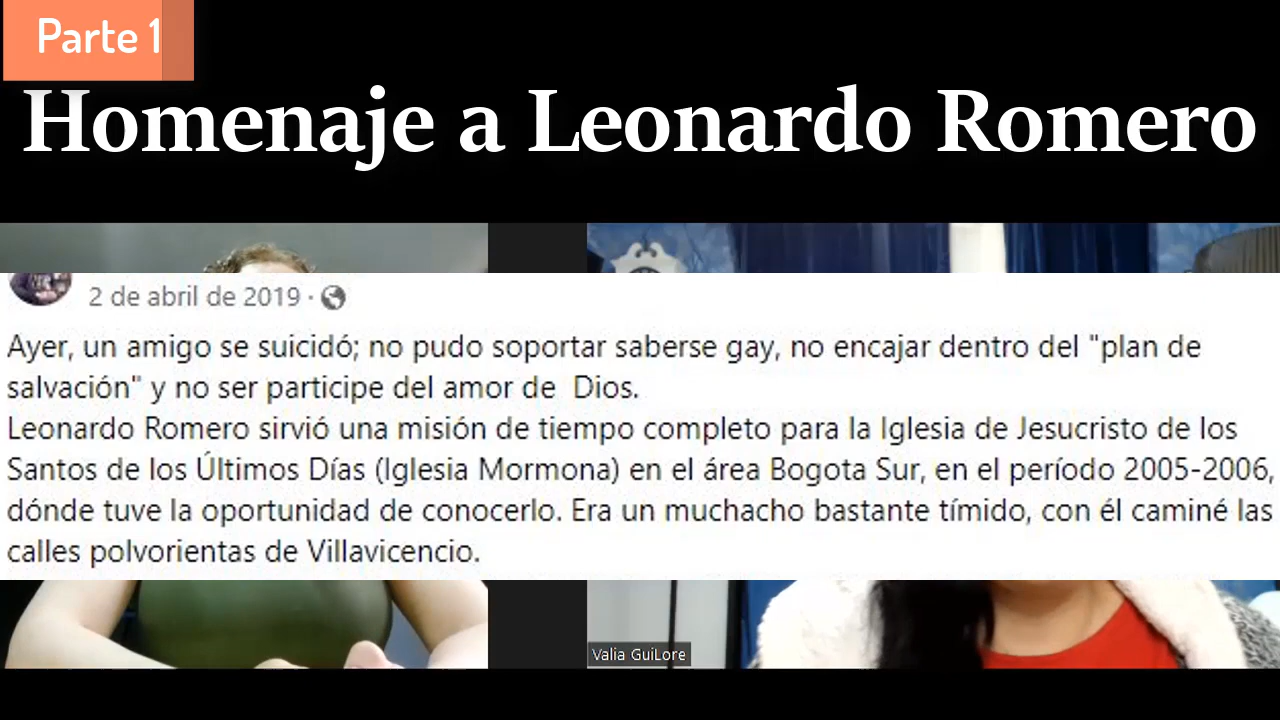 Parte 1
Homenaje a Leonardo Romero
2 de abril de 2019 ·
Ayer, un amigo se suicidó; no pudo soportar saberse gay, no encajar dentro del "plan de
salvación" y no ser participe del amor de Dios.
Leonardo Romero sirvió una misión de tiempo completo para la Iglesia de Jesucristo de los
Santos de los Últimos Días (Iglesia Mormona) en el área Bogota Sur, en el período 2005-2006,
dónde tuve la oportunidad de conocerlo. Era un muchacho bastante tímido, con él caminé las
calles polvorientas de Villavicencio.
Valia GuiLore